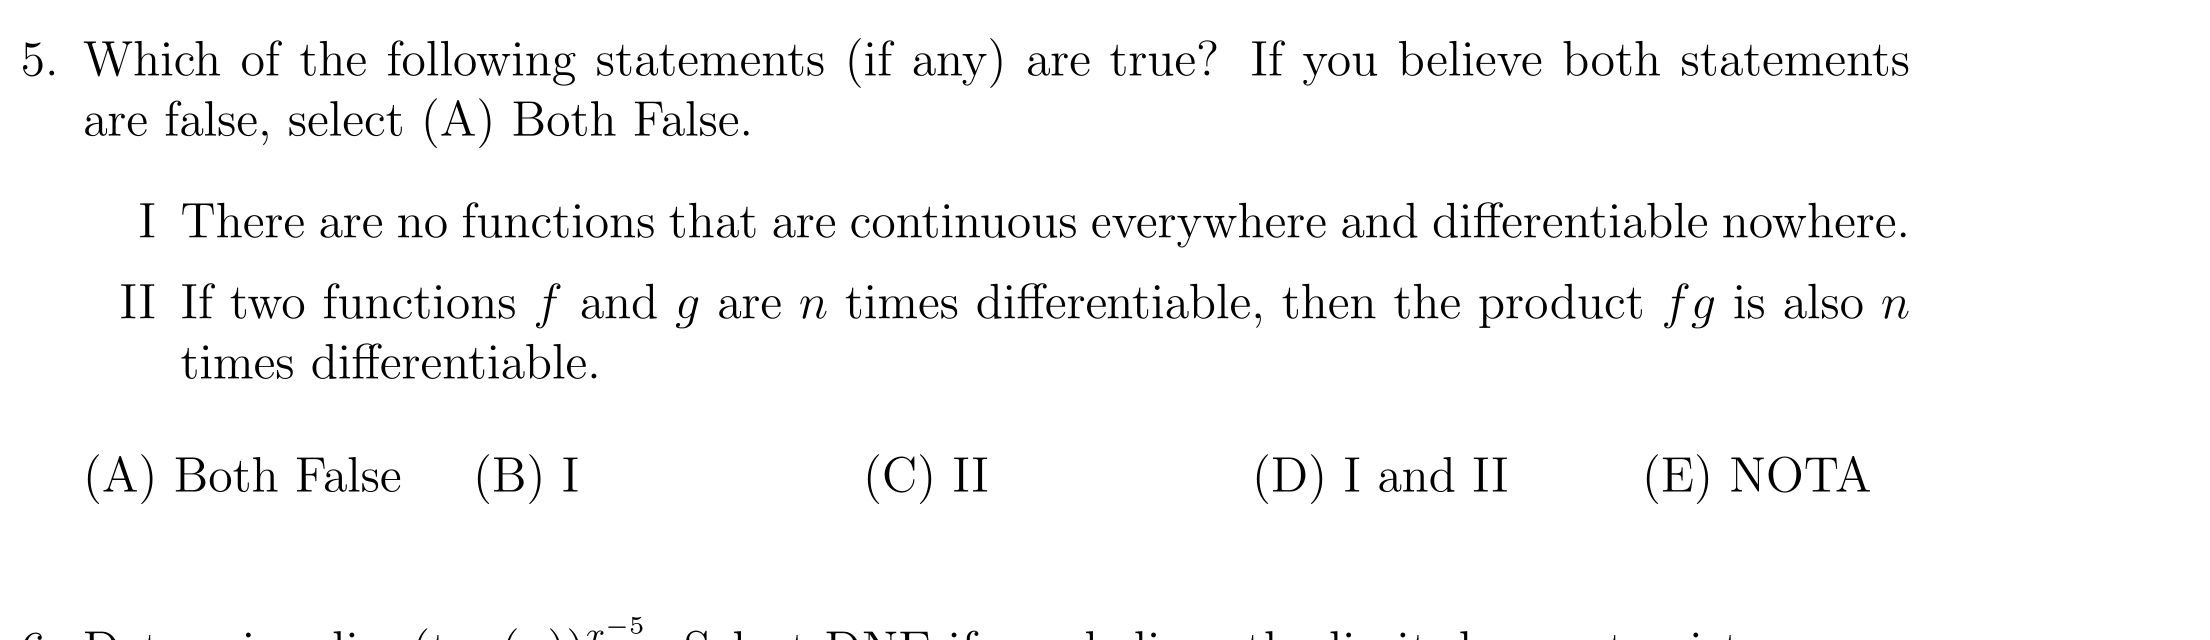 5. Which of the following statements (if any) are true? If you believe both statements
are false, select (A) Both False.
I There are no functions that are continuous everywhere and differentiable nowhere.
II If two functions f and g are n times differentiable, then the product fg is also n
times differentiable.
(A) Both False (B) I (C) II (D) I and II (E) NOTA